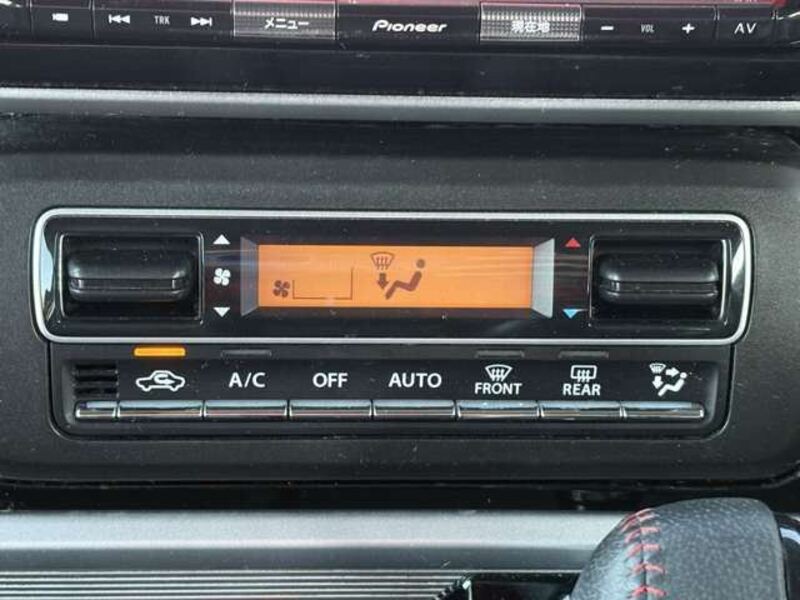 TRK メニュー Pioneer 現在地 VOL AV
A/C OFF AUTO FRONT REAR